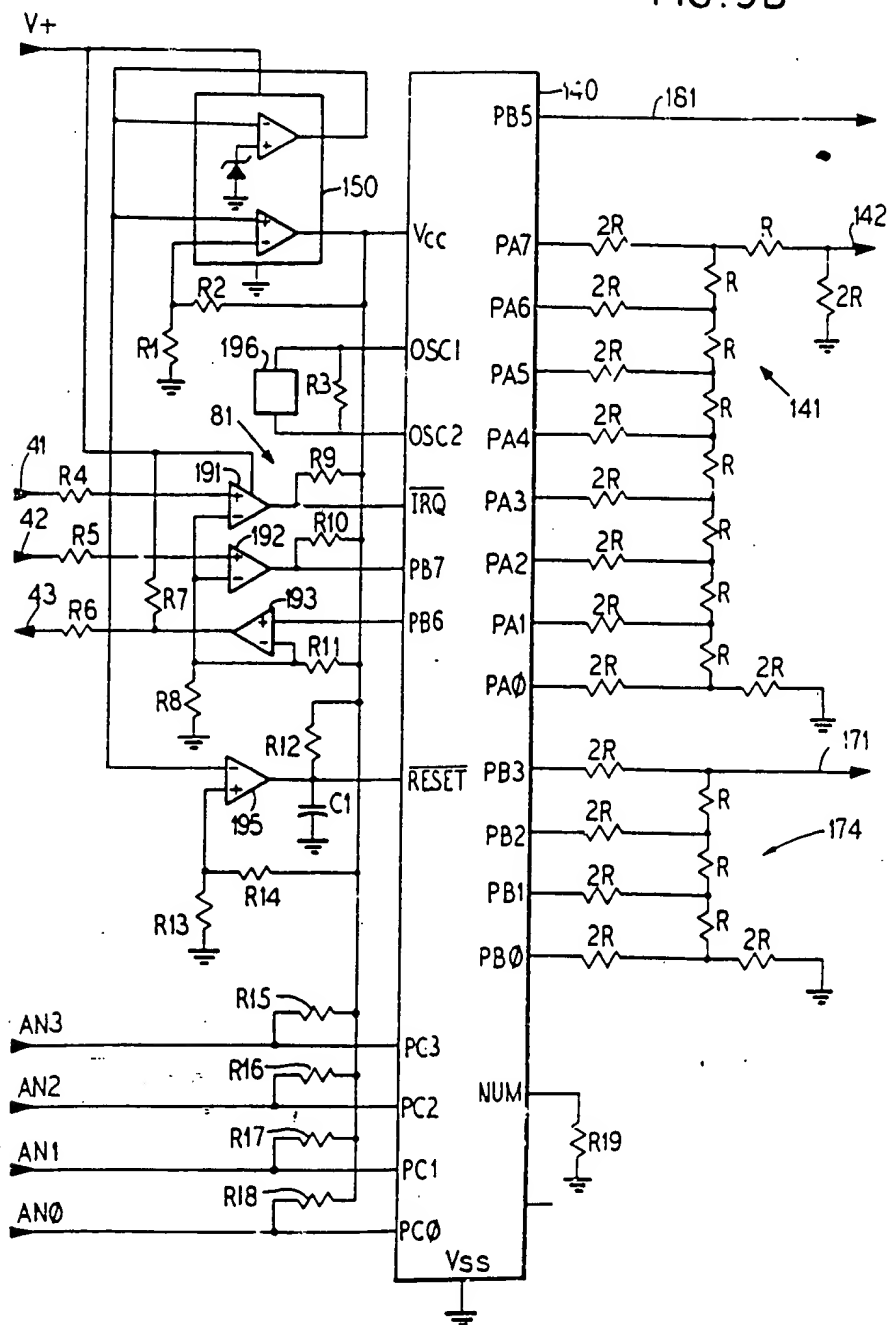 FIG. 9B
V+
140
PB5
181
150
VCC
PA7
2R
R
142
2R
R
R2
R1
PA6
2R
R
196
OSC1
R3
PA5
2R
R
141
81
OSC2
PA4
2R
R
41
R4
191
R9
IRQ
PA3
2R
R
42
R5
192
R10
PB7
PA2
2R
R
43
R6
R7
193
PB6
PA1
2R
R
R11
R8
PAØ
2R
2R
R12
RESET
PB3
2R
171
195
C1
R
174
PB2
2R
R14
R
R13
PB1
2R
R
PBØ
2R
2R
R15
AN3
PC3
R16
AN2
PC2
NUM
R17
R19
AN1
PC1
R18
ANØ
PCØ
VSS